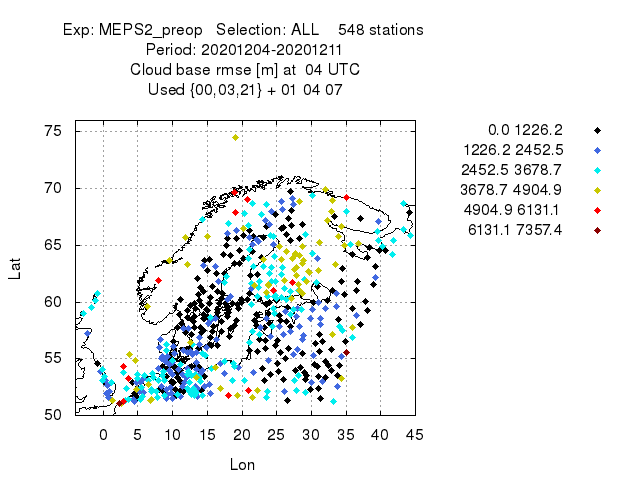 Exp: MEPS2_preop   Selection: ALL    548 stations
Period: 20201204-20201211
Cloud base rmse [m] at  04 UTC
Used {00,03,21} + 01 04 07
0.0 1226.2
1226.2 2452.5
2452.5 3678.7
3678.7 4904.9
4904.9 6131.1
6131.1 7357.4
Lat
75
70
65
60
55
50
0 5 10 15 20 25 30 35 40 45
Lon